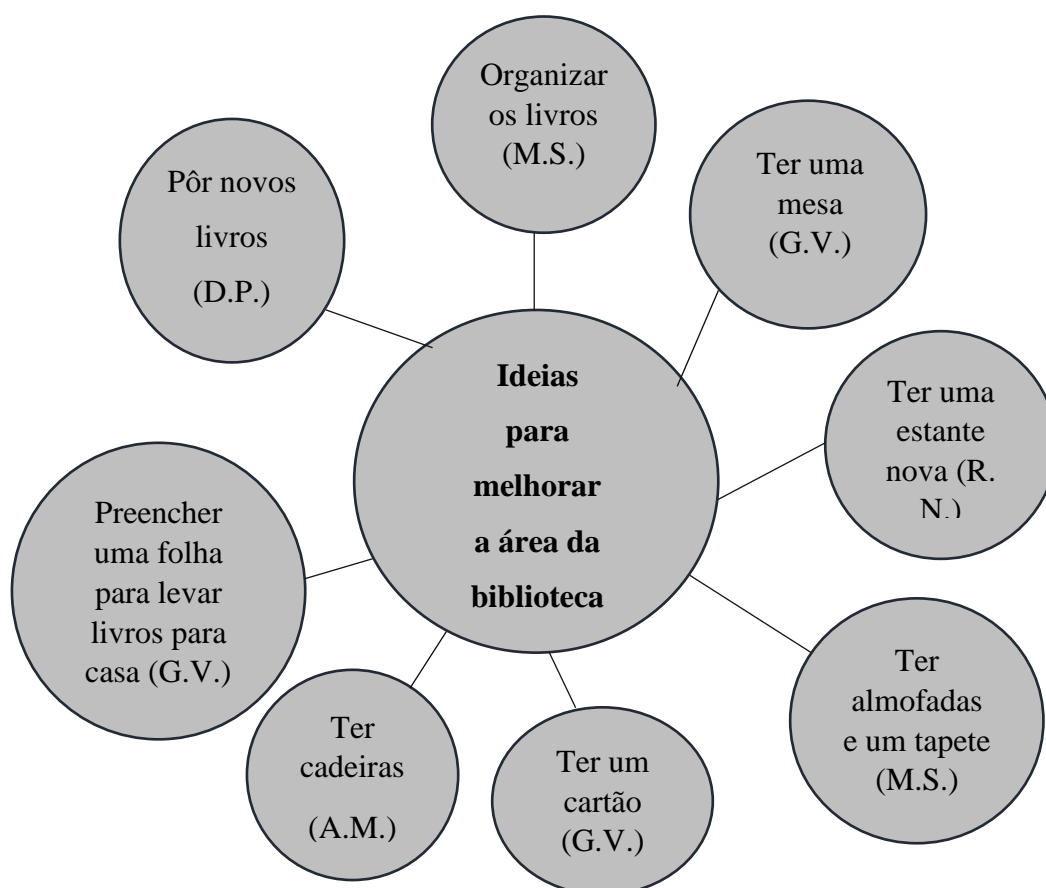 Organizar
os livros
(M.S.)
Ter uma
mesa
(G.V.)
Pôr novos
livros
(D.P.)
Ideias
para
melhorar
a área da
biblioteca
Ter uma
estante
nova (R.
N.)
Preencher
uma folha
para levar
livros para
casa (G.V.)
Ter
almofadas
e um tapete
(M.S.)
Ter
cadeiras
(A.M.)
Ter um
cartão
(G.V.)